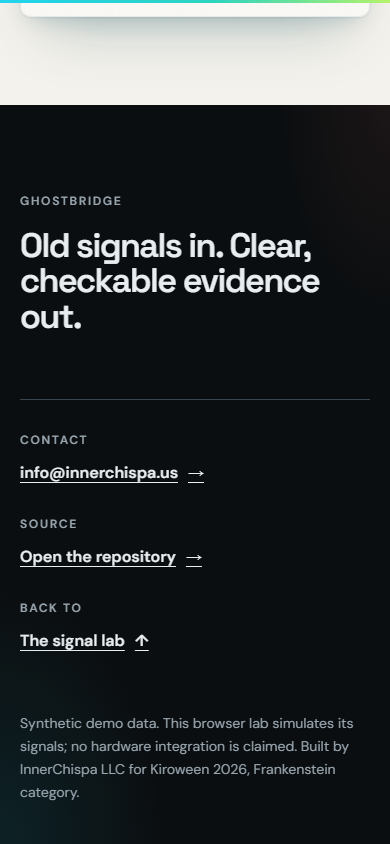 GHOSTBRIDGE
Old signals in. Clear,
checkable evidence
out.
CONTACT
info@innerchispa.us →
SOURCE
Open the repository →
BACK TO
The signal lab ↑
Synthetic demo data. This browser lab simulates its
signals; no hardware integration is claimed. Built by
InnerChispa LLC for Kiroween 2026, Frankenstein
category.